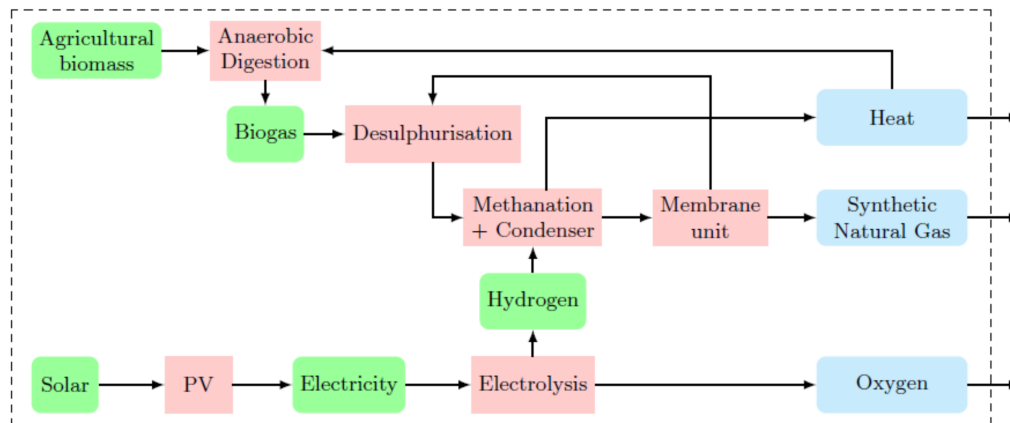 Agricultural
biomass
Anaerobic
Digestion
Biogas
Desulphurisation
Heat
Methanation
+ Condenser
Membrane
unit
Synthetic
Natural Gas
Hydrogen
Solar
PV
Electricity
Electrolysis
Oxygen